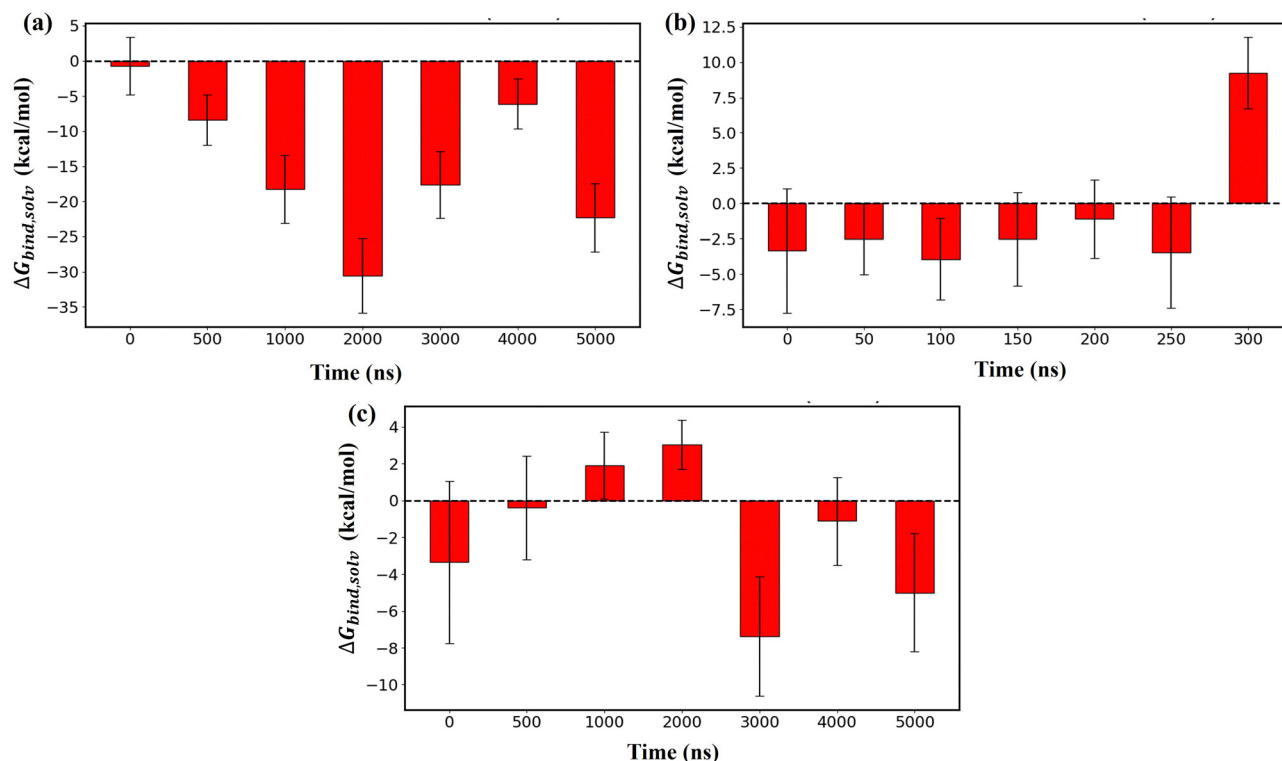 (a)
5
0
−5
−10
−15
−20
−25
−30
−35
ΔG_bind,solv (kcal/mol)
0 500 1000 2000 3000 4000 5000
Time (ns)
(b)
12.5
10.0
7.5
5.0
2.5
0.0
−2.5
−5.0
−7.5
ΔG_bind,solv (kcal/mol)
0 50 100 150 200 250 300
Time (ns)
(c)
4
2
0
−2
−4
−6
−8
−10
ΔG_bind,solv (kcal/mol)
0 500 1000 2000 3000 4000 5000
Time (ns)